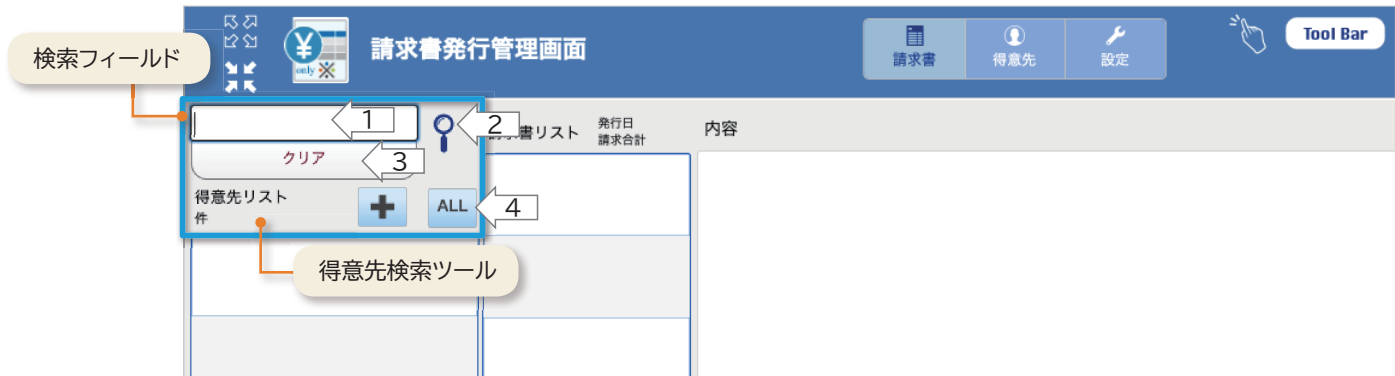 検索フィールド
only ※
請求書発行管理画面
請求書
得意先
設定
Tool Bar
1
2
書リスト
発行日
請求合計
内容
クリア
3
得意先リスト
件
ALL
4
得意先検索ツール